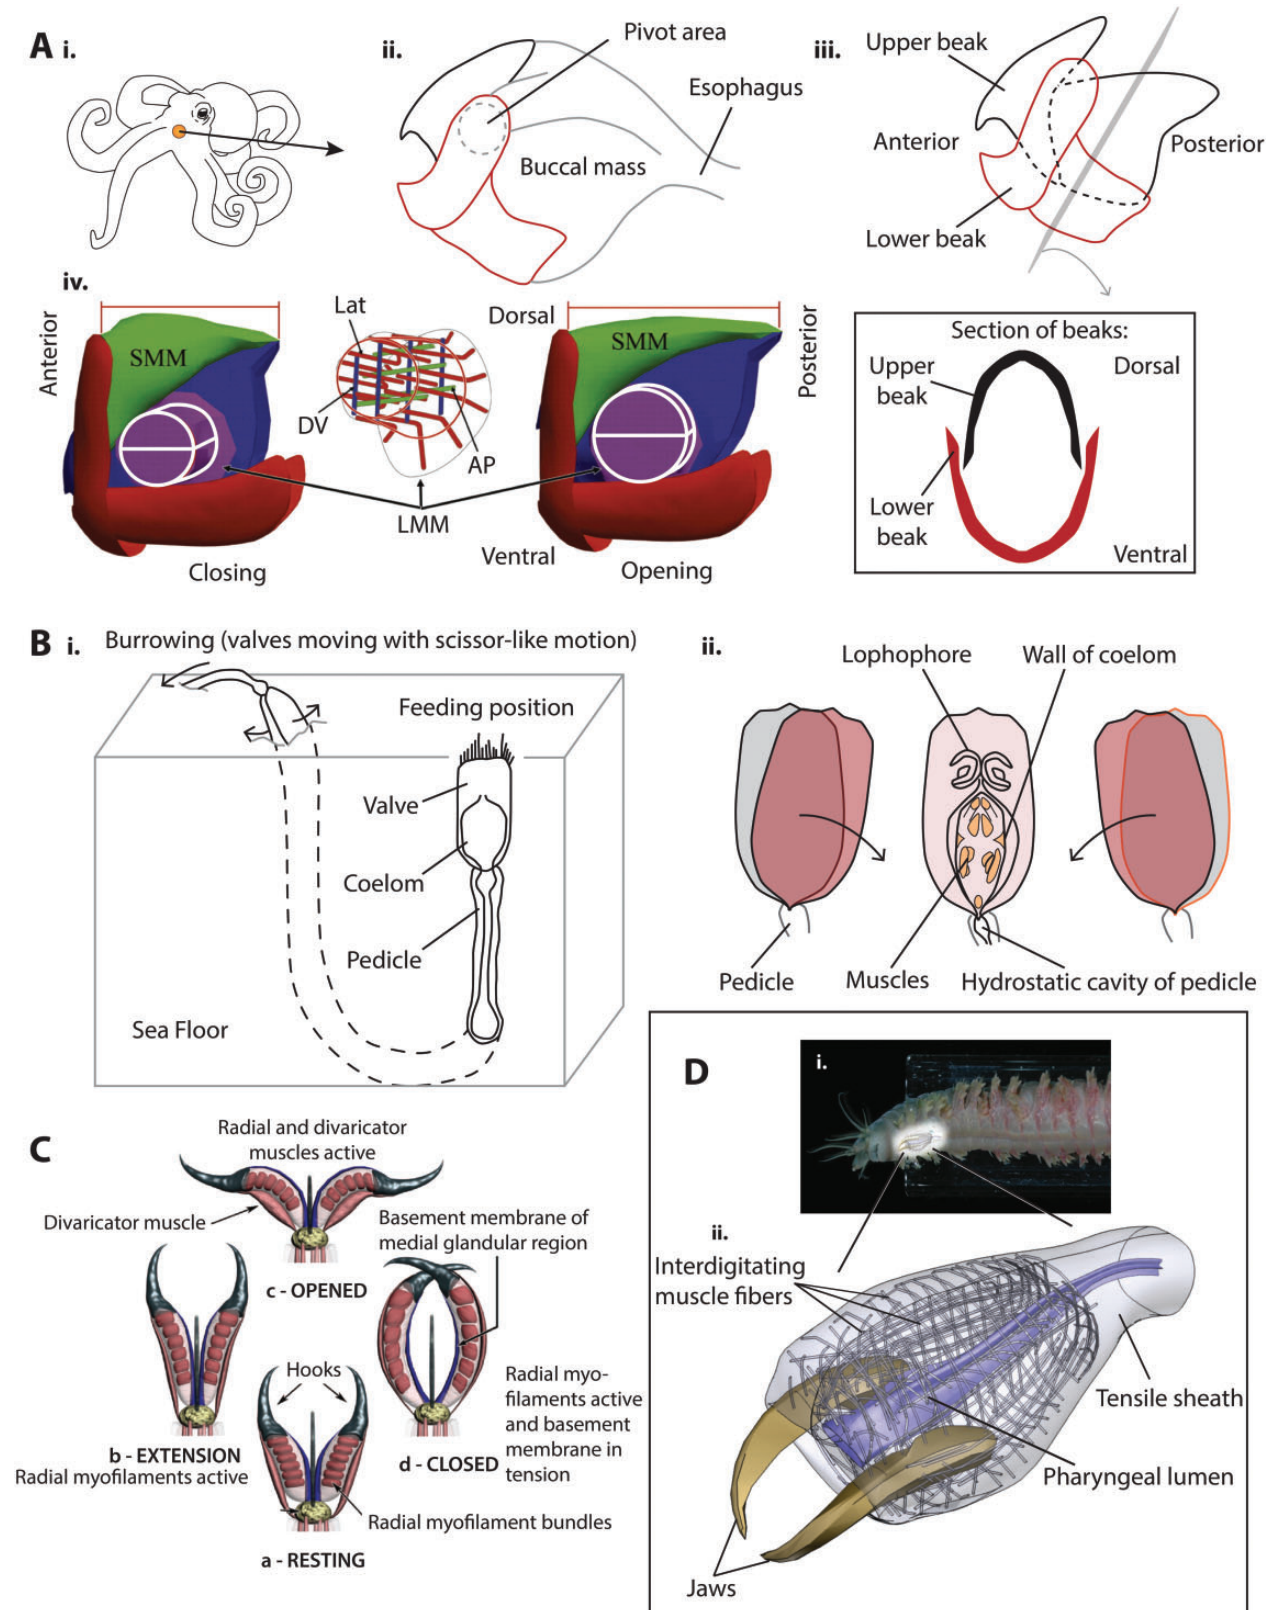 A i.
ii.
Pivot area
Esophagus
Buccal mass
iii.
Upper beak
Anterior
Posterior
Lower beak
iv.
Anterior
SMM
Lat
DV
AP
LMM
Closing
Dorsal
SMM
Posterior
Ventral
Opening
Section of beaks:
Upper
beak
Dorsal
Lower
beak
Ventral
B i.
Burrowing (valves moving with scissor-like motion)
Feeding position
Valve
Coelom
Pedicle
Sea Floor
ii.
Lophophore
Wall of coelom
Pedicle
Muscles
Hydrostatic cavity of pedicle
C
Radial and divaricator
muscles active
Divaricator muscle
Basement membrane of
medial glandular region
c - OPENED
Hooks
b - EXTENSION
Radial myofilaments active
d - CLOSED
Radial myo-
filaments active
and basement
membrane in
tension
Radial myofilament bundles
a - RESTING
D
i.
ii.
Interdigitating
muscle fibers
Tensile sheath
Pharyngeal lumen
Jaws